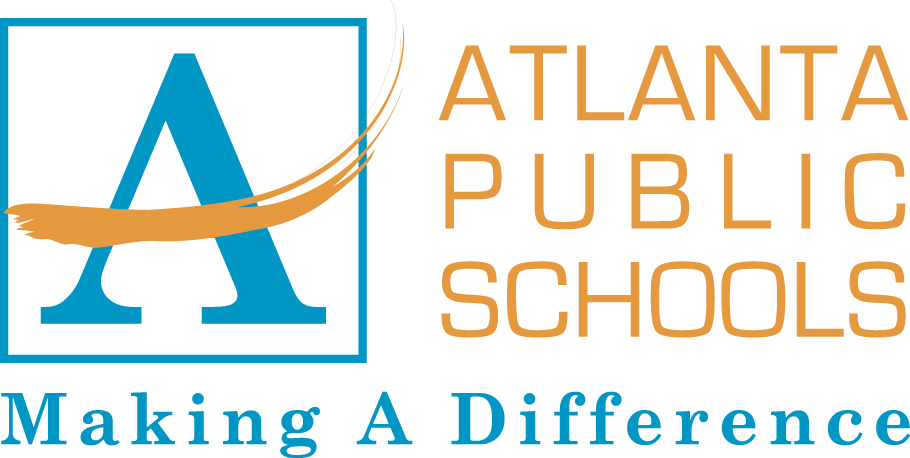 A
ATLANTA
PUBLIC
SCHOOLS
Making A Difference